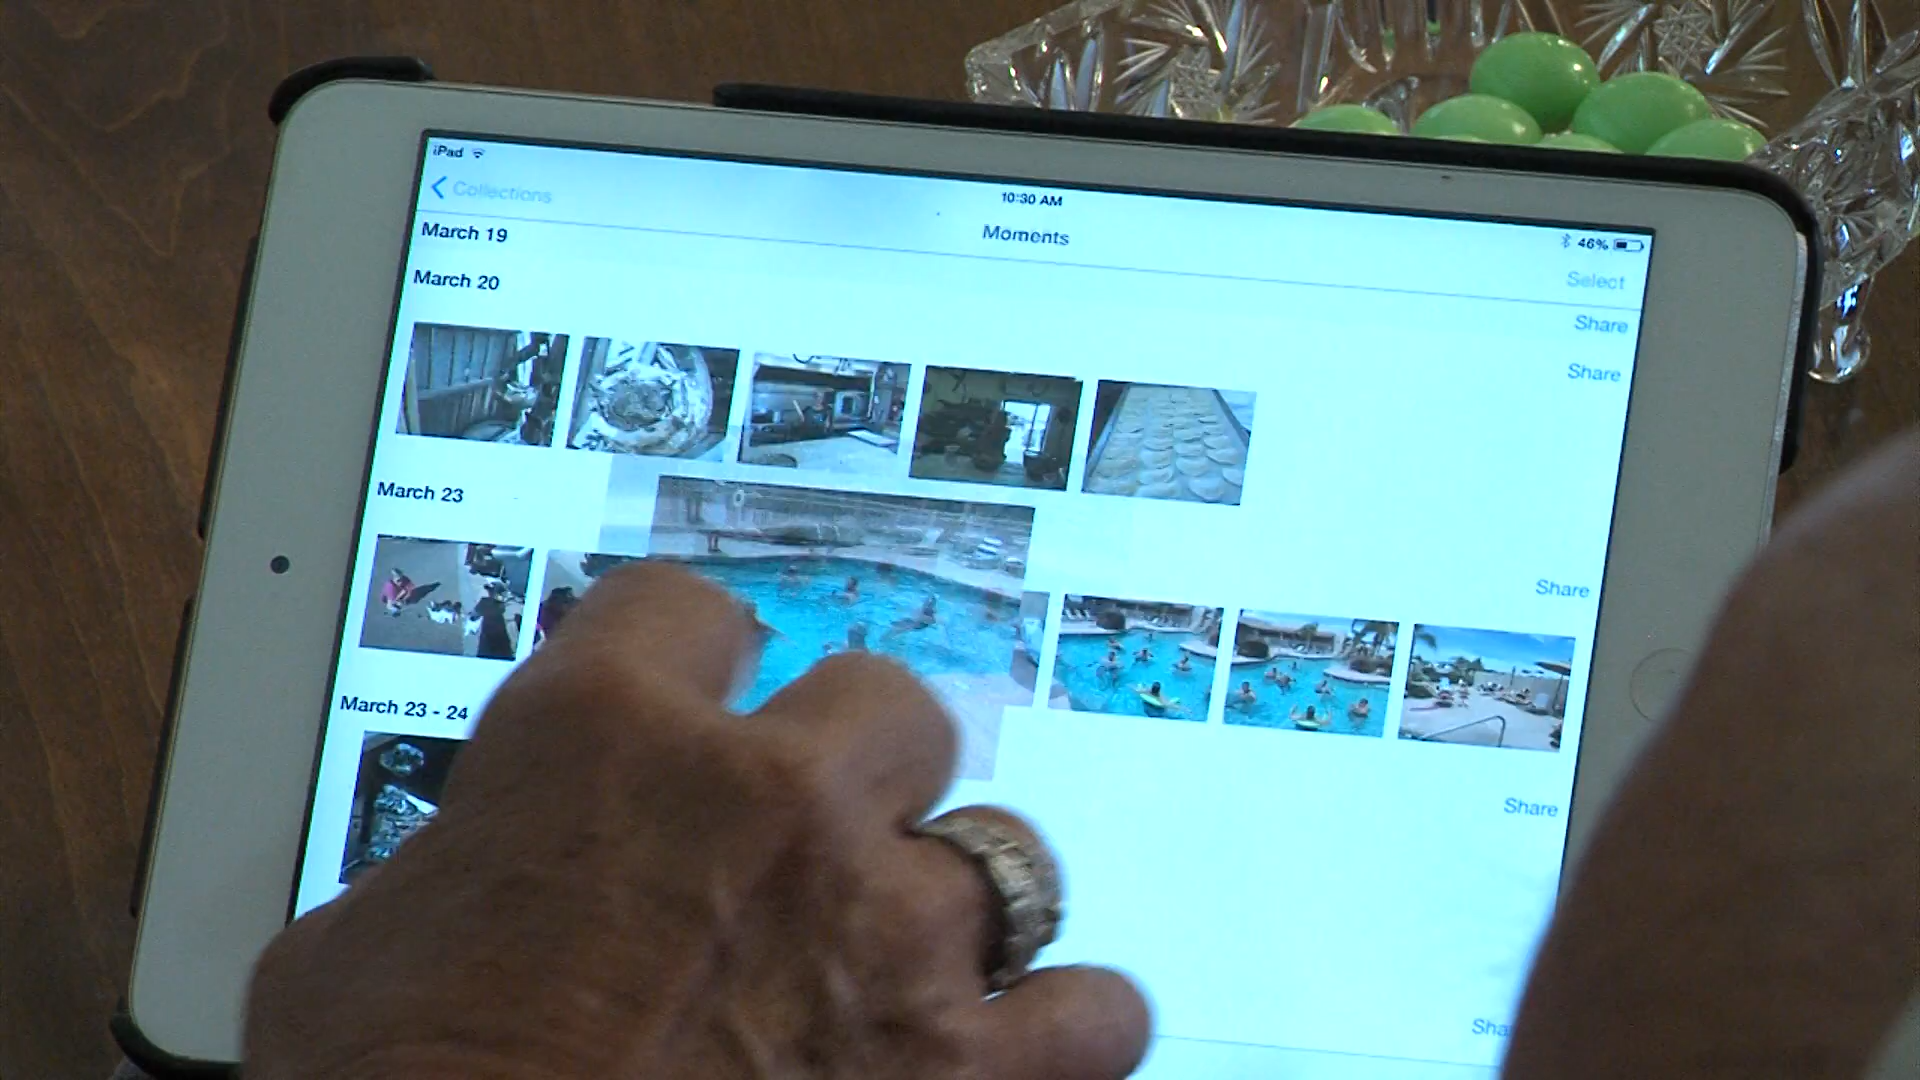 iPad
10:30 AM
46%
Collections
Moments
Select
March 19
Share
March 20
Share
March 23
Share
March 23 - 24
Share
Sha